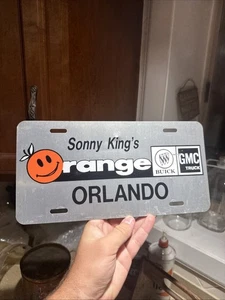 Sonny King's
Orange BUICK GMC TRUCK
ORLANDO